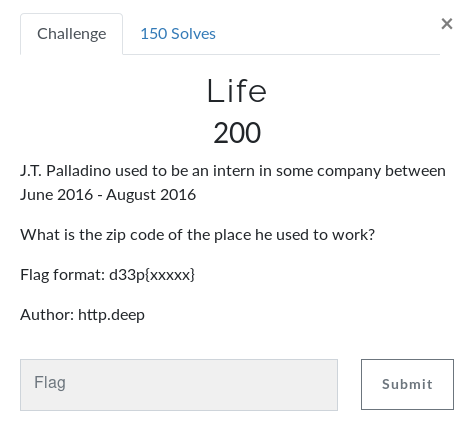 Challenge
150 Solves
×
Life
200
J.T. Palladino used to be an intern in some company between
June 2016 - August 2016
What is the zip code of the place he used to work?
Flag format: d33p{xxxxx}
Author: http.deep
Flag
Submit